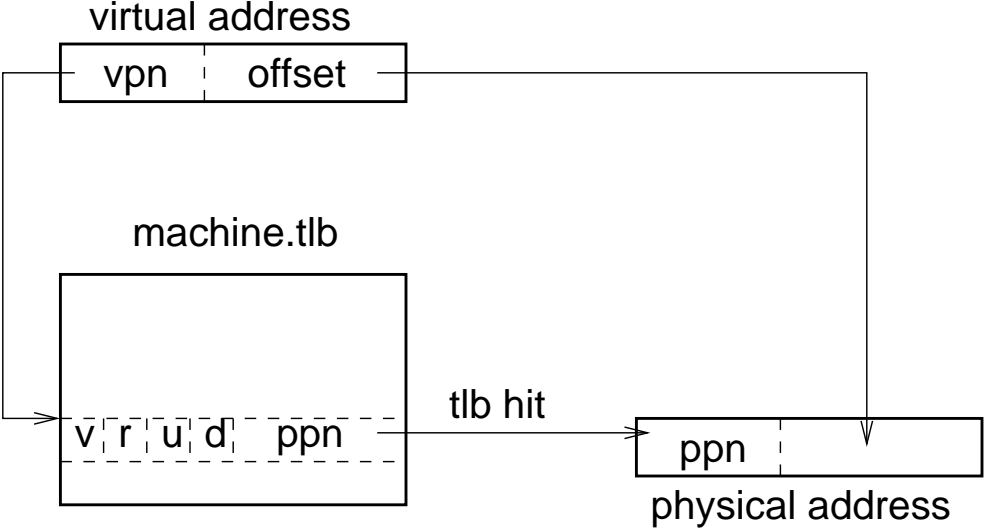 virtual address
vpn offset
machine.tlb
tlb hit
v r u d ppn
ppn
physical address